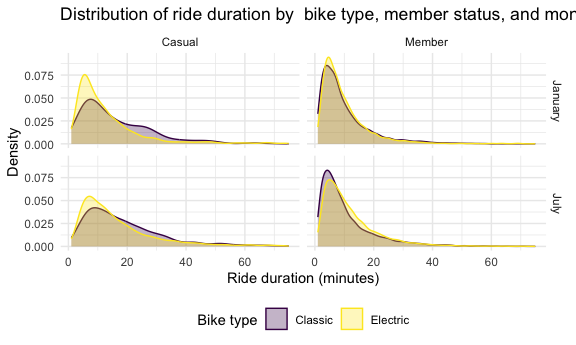 Distribution of ride duration by  bike type, member status, and mor
Casual
Member
0.075
0.050
0.025
0.000
January
0.075
0.050
0.025
0.000
July
Density
0
20
40
60
0
20
40
60
Ride duration (minutes)
Bike type
Classic
Electric